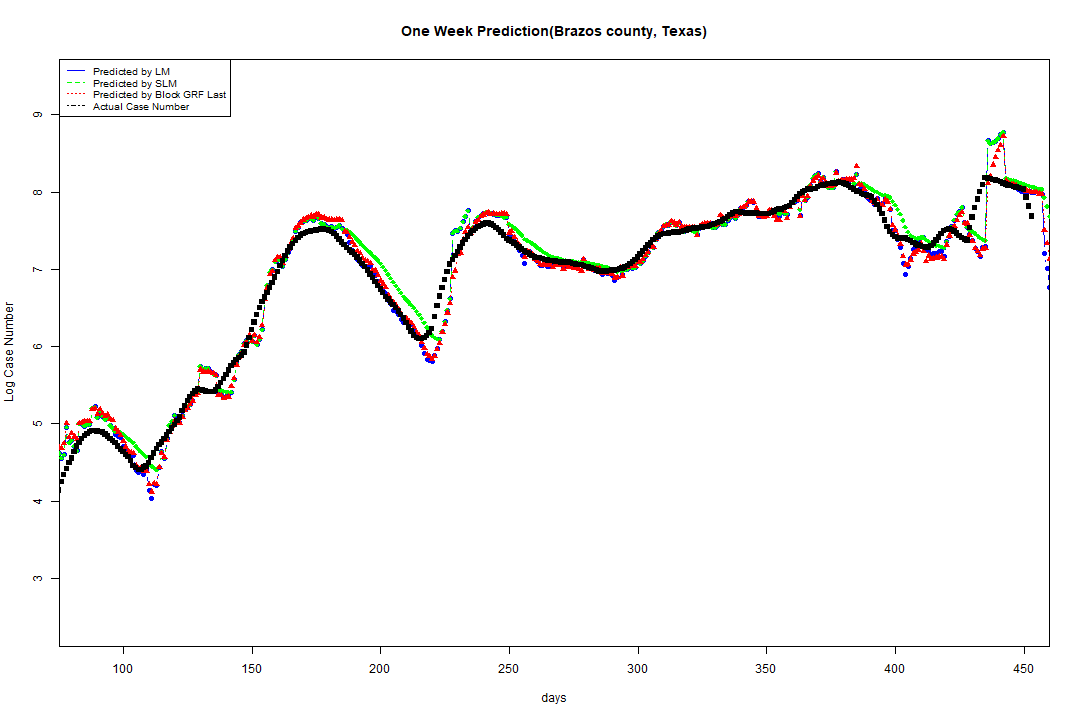 One Week Prediction(Brazos county, Texas)
Predicted by LM
Predicted by SLM
Predicted by Block GRF Last
Actual Case Number
9
8
7
6
5
4
3
Log Case Number
100 150 200 250 300 350 400 450
days